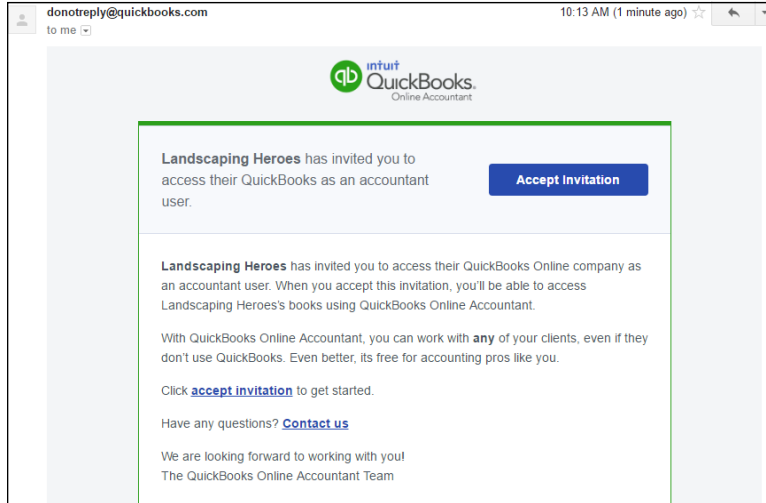 donotreply@quickbooks.com
10:13 AM (1 minute ago)
to me
qb
intuit
QuickBooks.
Online Accountant
Landscaping Heroes has invited you to
access their QuickBooks as an accountant
user.
Accept Invitation
Landscaping Heroes has invited you to access their QuickBooks Online company as
an accountant user. When you accept this invitation, you'll be able to access
Landscaping Heroes's books using QuickBooks Online Accountant.
With QuickBooks Online Accountant, you can work with any of your clients, even if they
don't use QuickBooks. Even better, its free for accounting pros like you.
Click accept invitation to get started.
Have any questions? Contact us
We are looking forward to working with you!
The QuickBooks Online Accountant Team